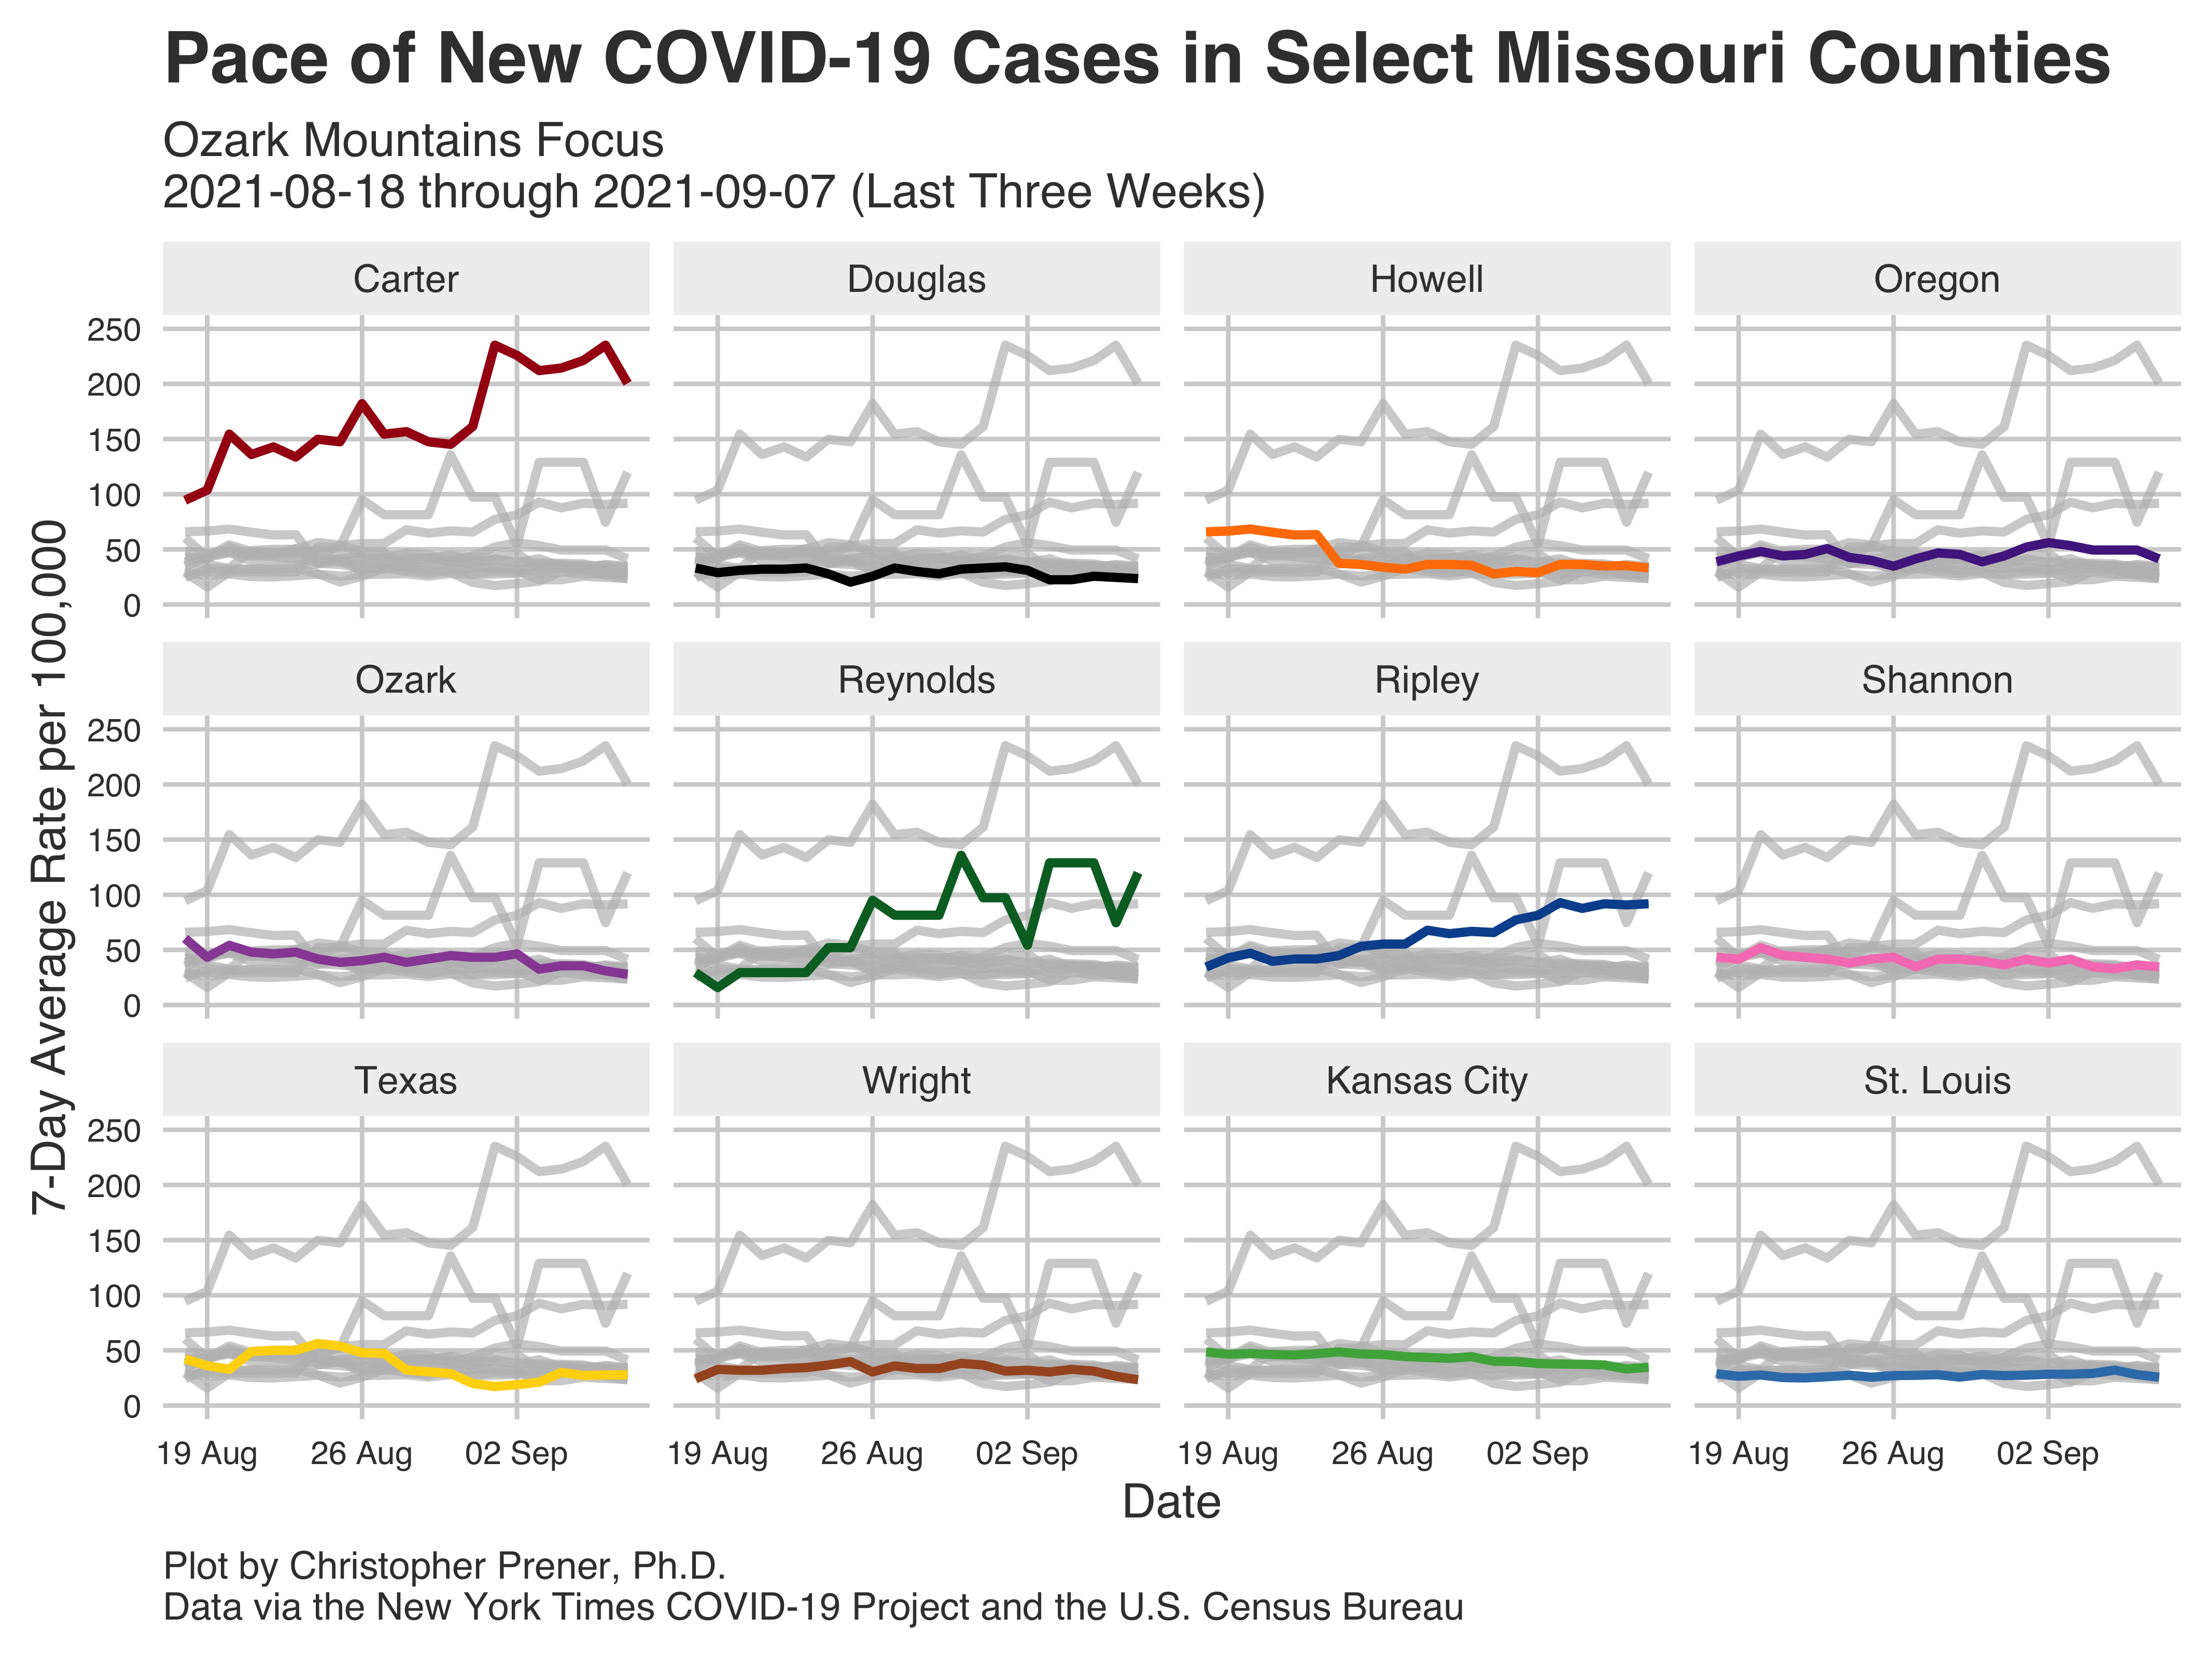 Pace of New COVID-19 Cases in Select Missouri Counties
Ozark Mountains Focus
2021-08-18 through 2021-09-07 (Last Three Weeks)
7-Day Average Rate per 100,000
Carter
Douglas
Howell
Oregon
250
200
150
100
50
0
Ozark
Reynolds
Ripley
Shannon
250
200
150
100
50
0
Texas
Wright
Kansas City
St. Louis
250
200
150
100
50
0
19 Aug 26 Aug 02 Sep
19 Aug 26 Aug 02 Sep
19 Aug 26 Aug 02 Sep
19 Aug 26 Aug 02 Sep
Date
Plot by Christopher Prener, Ph.D.
Data via the New York Times COVID-19 Project and the U.S. Census Bureau